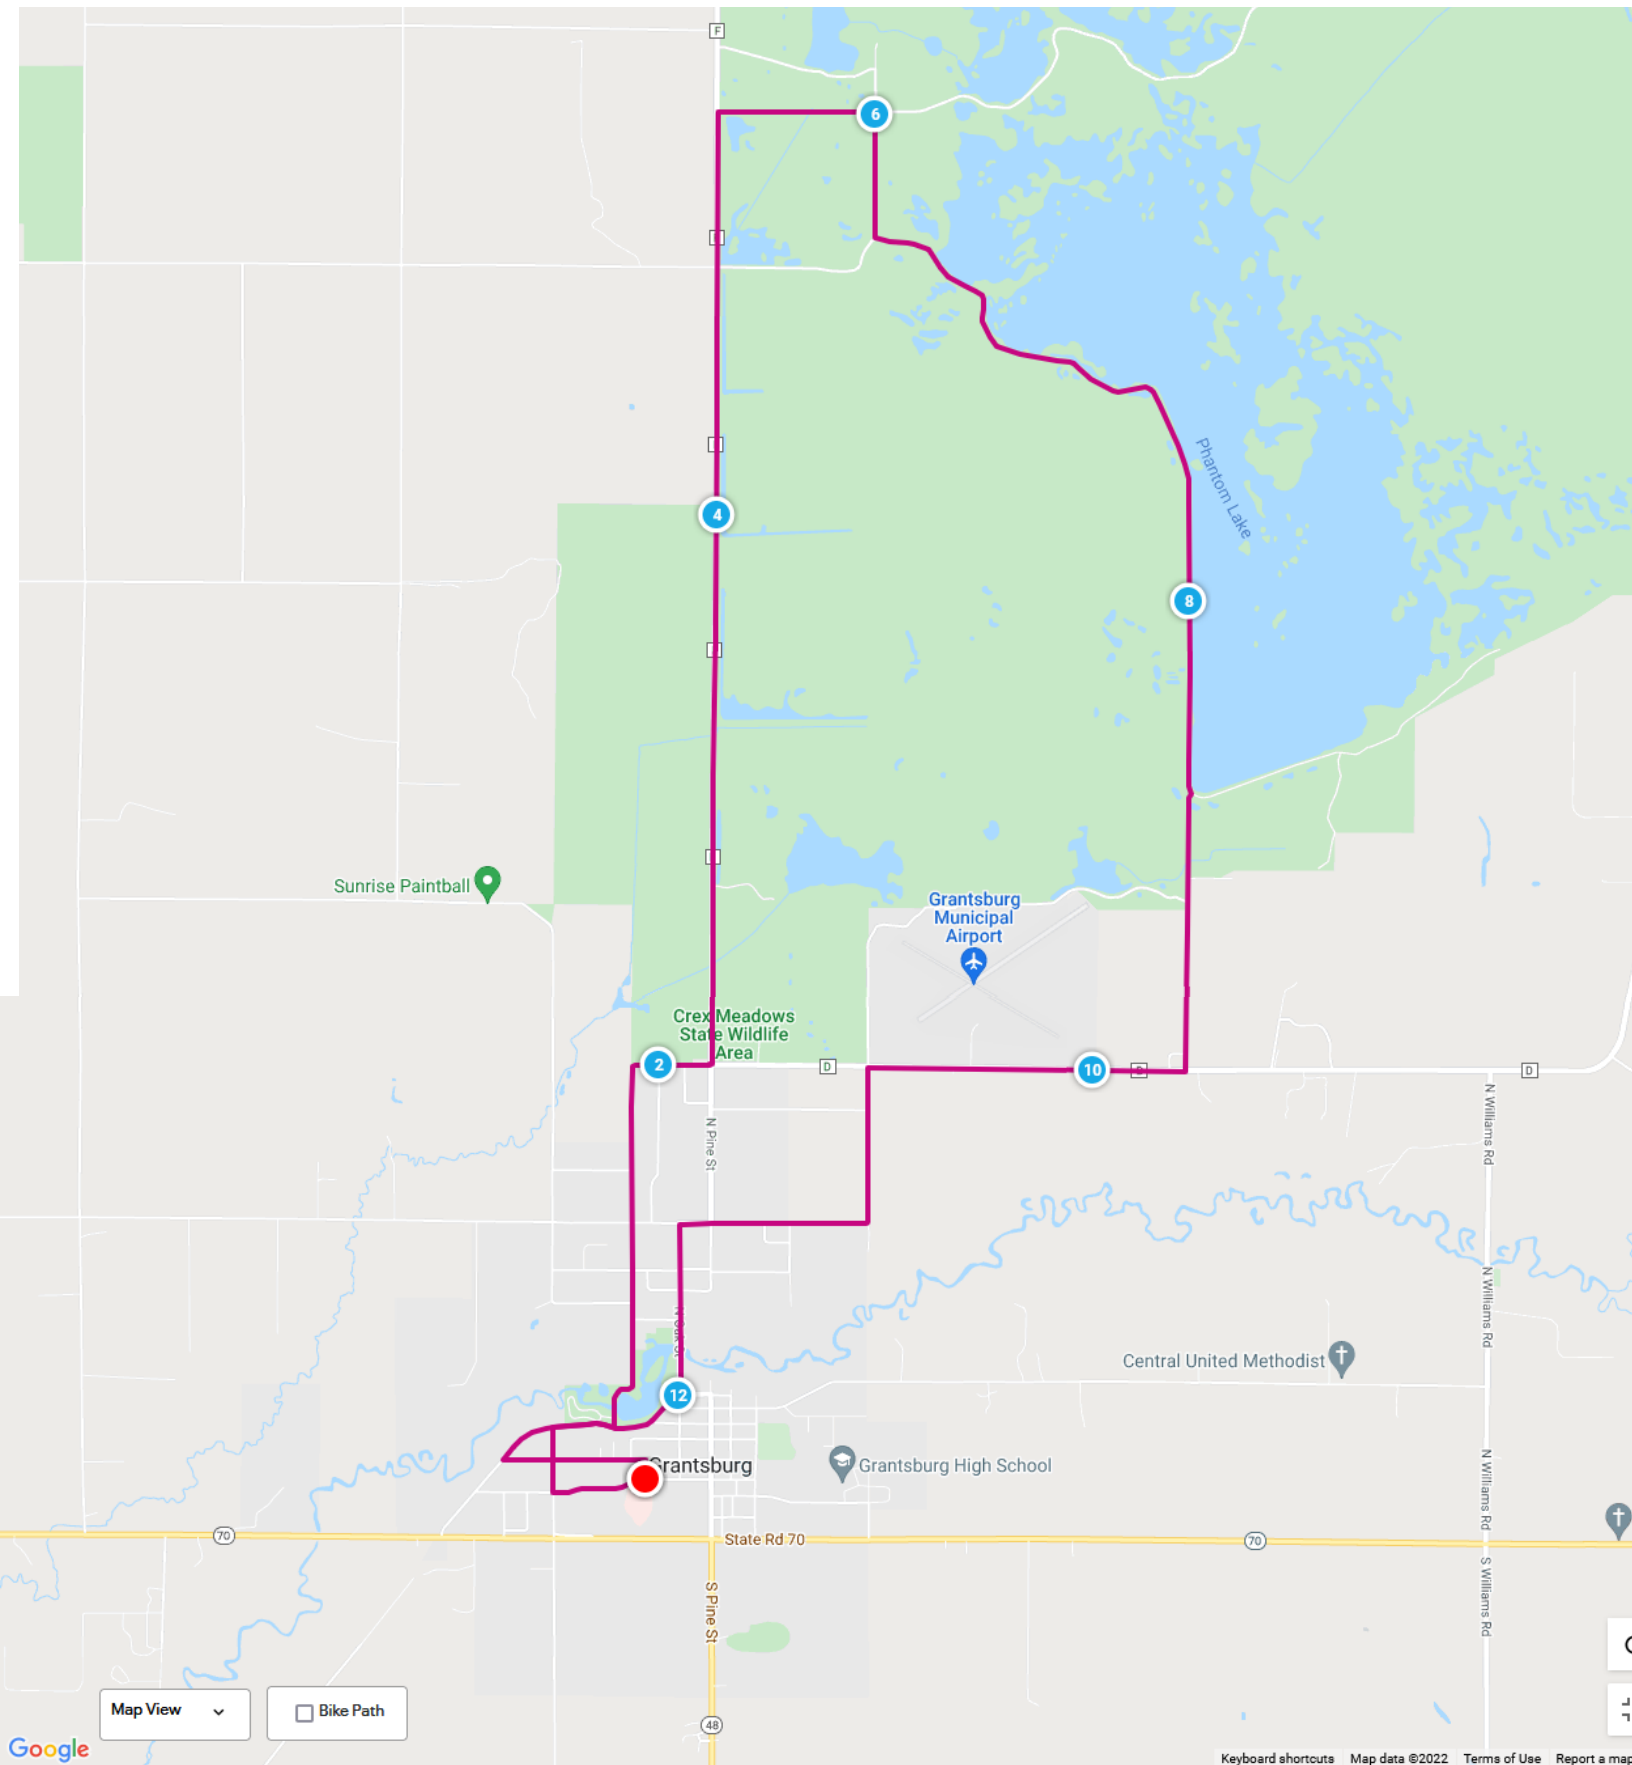 F
6
4
Phantom Lake
8
Sunrise Paintball
Grantsburg
Municipal
Airport
Crex Meadows
State Wildlife
Area
2
D
10
D
D
N Pine St
N Williams Rd
N Williams Rd
N Oak St
Central United Methodist
12
Grantsburg
Grantsburg High School
N Williams Rd
70
State Rd 70
70
S Pine St
S Williams Rd
Map View
Bike Path
48
Google
Keyboard shortcuts
Map data ©2022
Terms of Use
Report a map